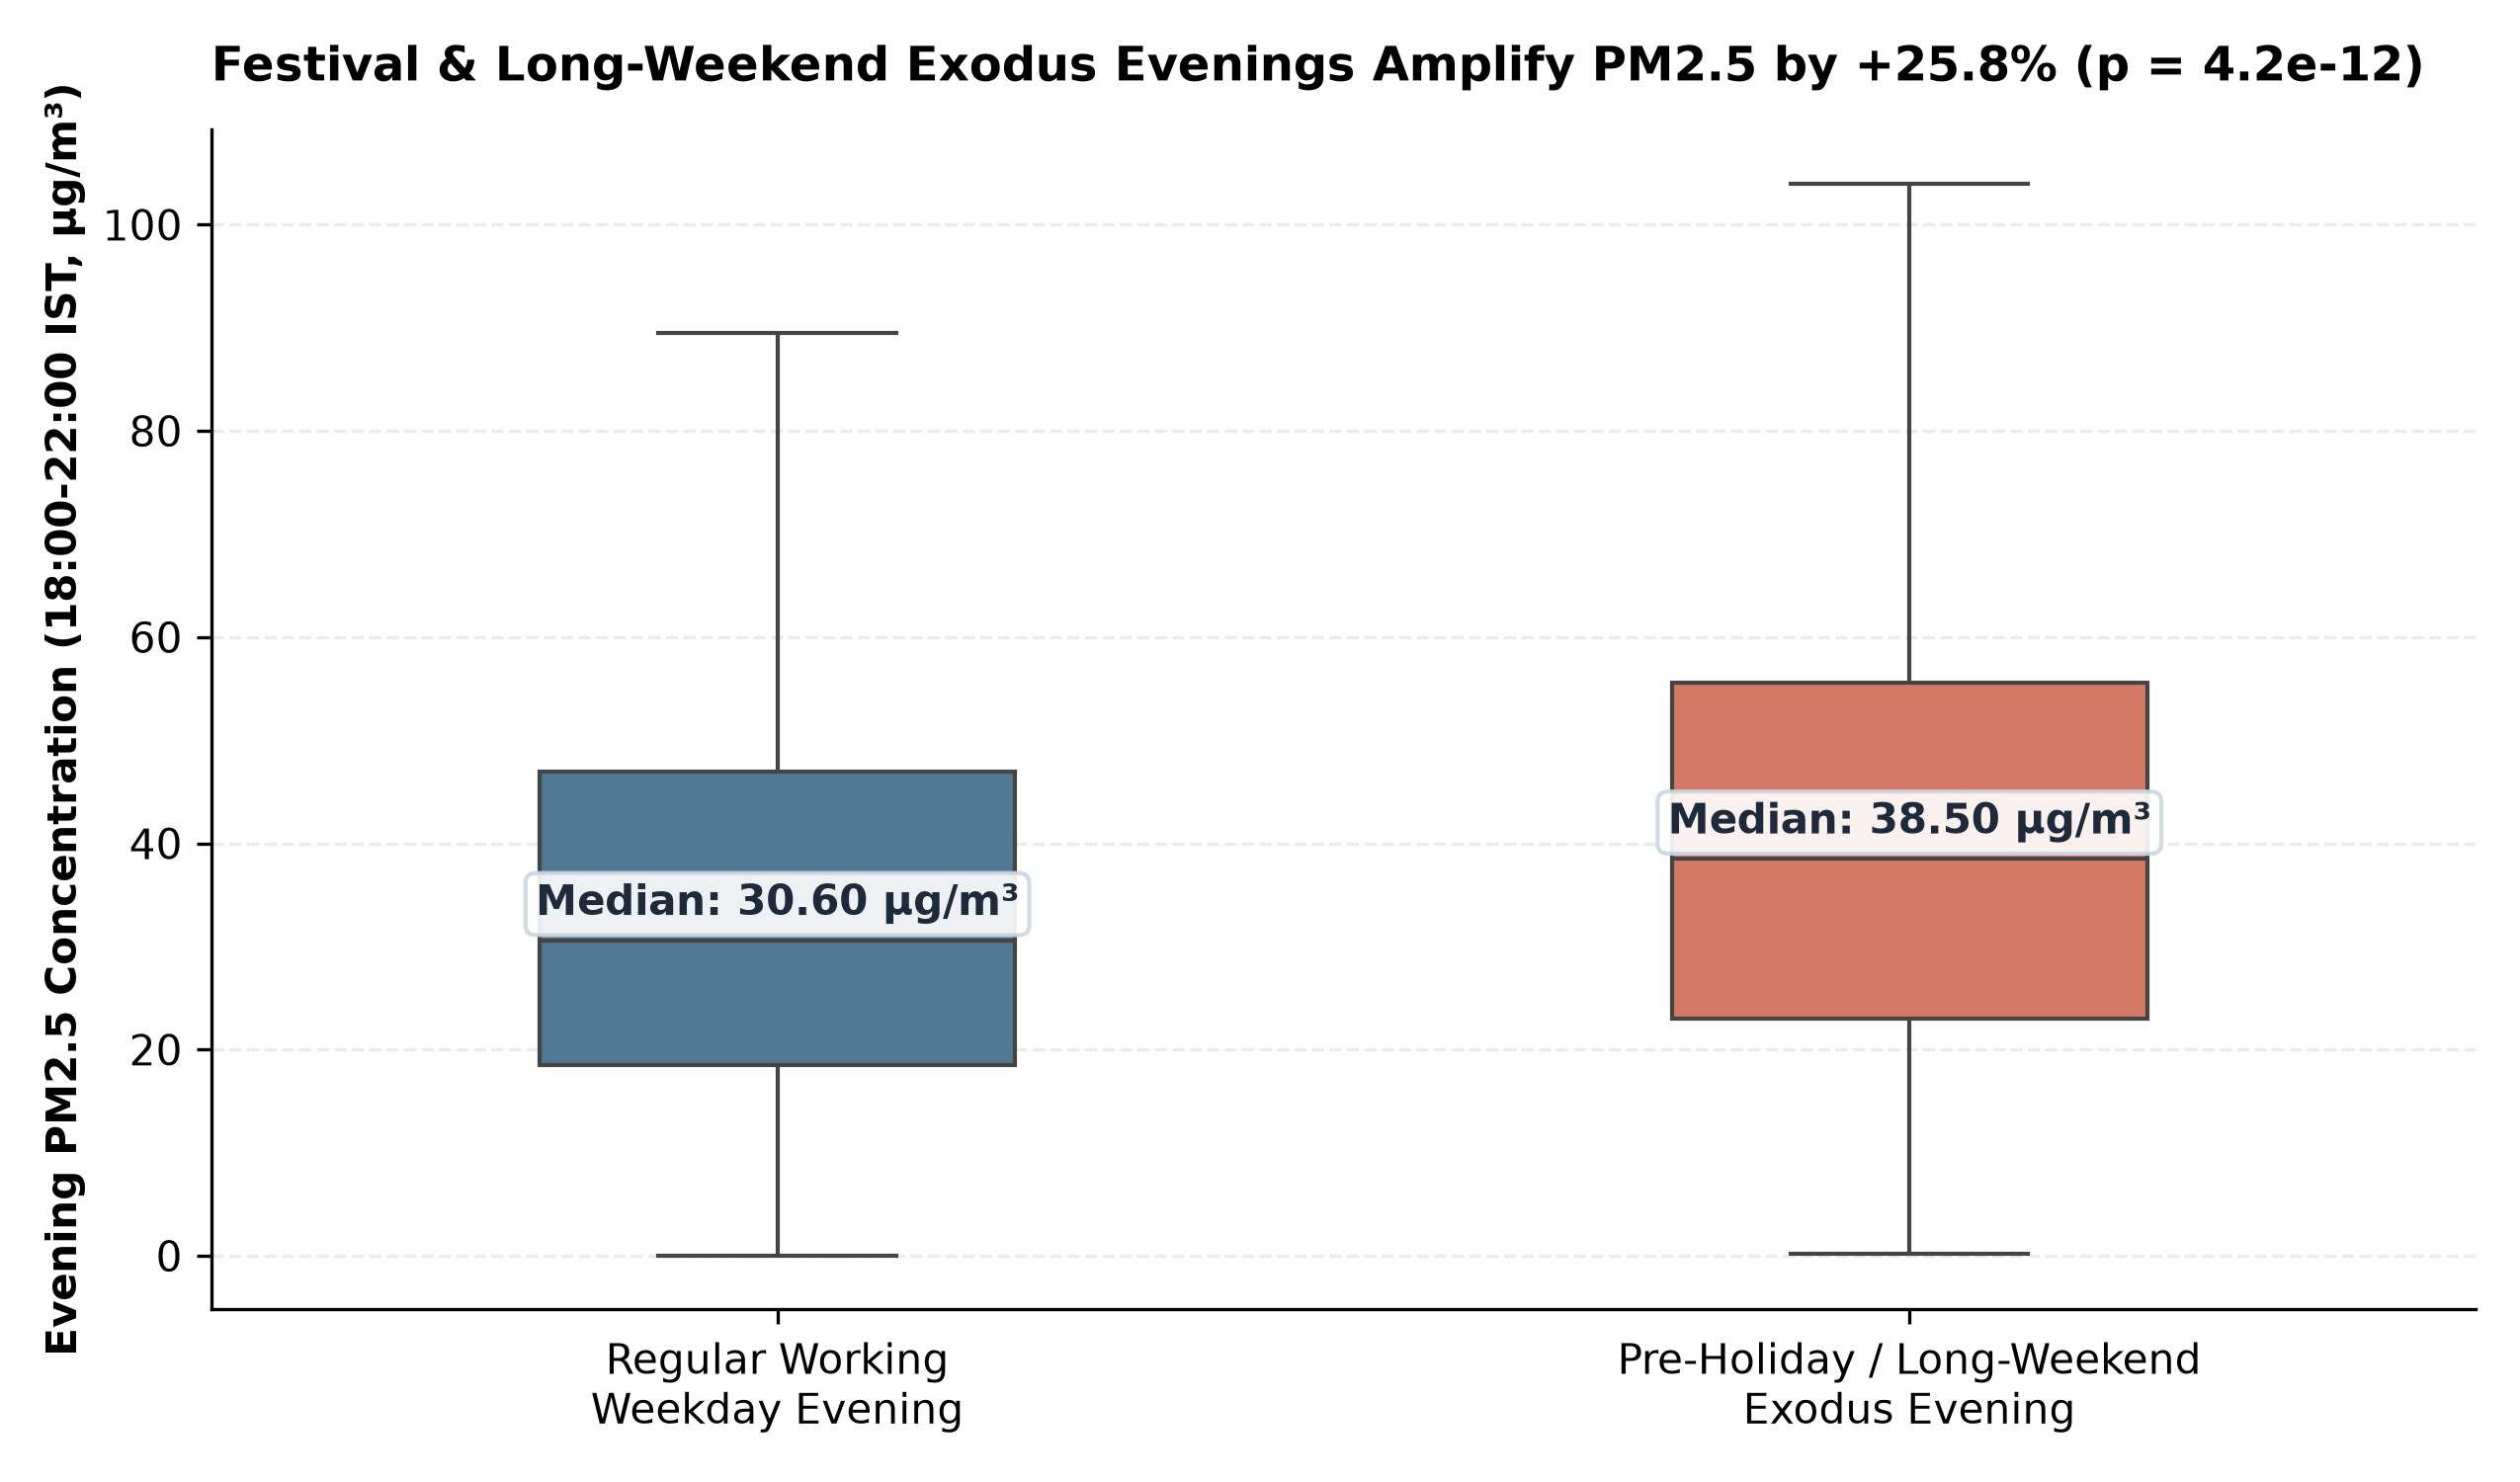 Festival & Long-Weekend Exodus Evenings Amplify PM2.5 by +25.8% (p = 4.2e-12)
Evening PM2.5 Concentration (18:00-22:00 IST, µg/m³)
100
80
60
40
20
0
Median: 30.60 µg/m³
Median: 38.50 µg/m³
Regular Working
Weekday Evening
Pre-Holiday / Long-Weekend
Exodus Evening